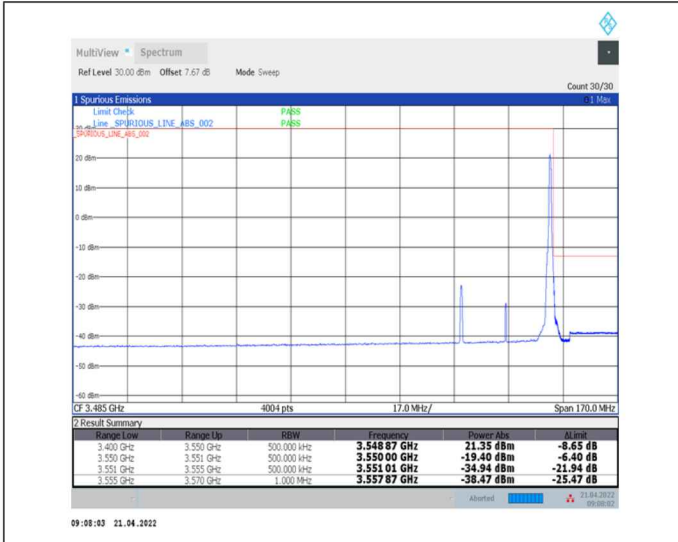 MultiView Spectrum
Ref Level 30.00 dBm Offset 7.67 dB Mode Sweep
Count 30/30
1 Spurious Emissions 1 Max
Limit Check PASS
Line _SPURIOUS_LINE_ABS_002 PASS
_SPURIOUS_LINE_ABS_002
20 dBm
10 dBm
0 dBm
-10 dBm
-20 dBm
-30 dBm
-40 dBm
-50 dBm
-60 dBm
CF 3.485 GHz 4004 pts 17.0 MHz/ Span 170.0 MHz
2 Result Summary
Range Low Range Up RBW Frequency Power Abs ΔLimit
3.400 GHz 3.550 GHz 500.000 kHz 3.548 87 GHz 21.35 dBm -8.65 dB
3.550 GHz 3.551 GHz 500.000 kHz 3.550 00 GHz -19.40 dBm -6.40 dB
3.551 GHz 3.555 GHz 500.000 kHz 3.551 01 GHz -34.94 dBm -21.94 dB
3.555 GHz 3.570 GHz 1.000 MHz 3.557 87 GHz -38.47 dBm -25.47 dB
Aborted 21.04.2022
09:08:02
09:08:03 21.04.2022